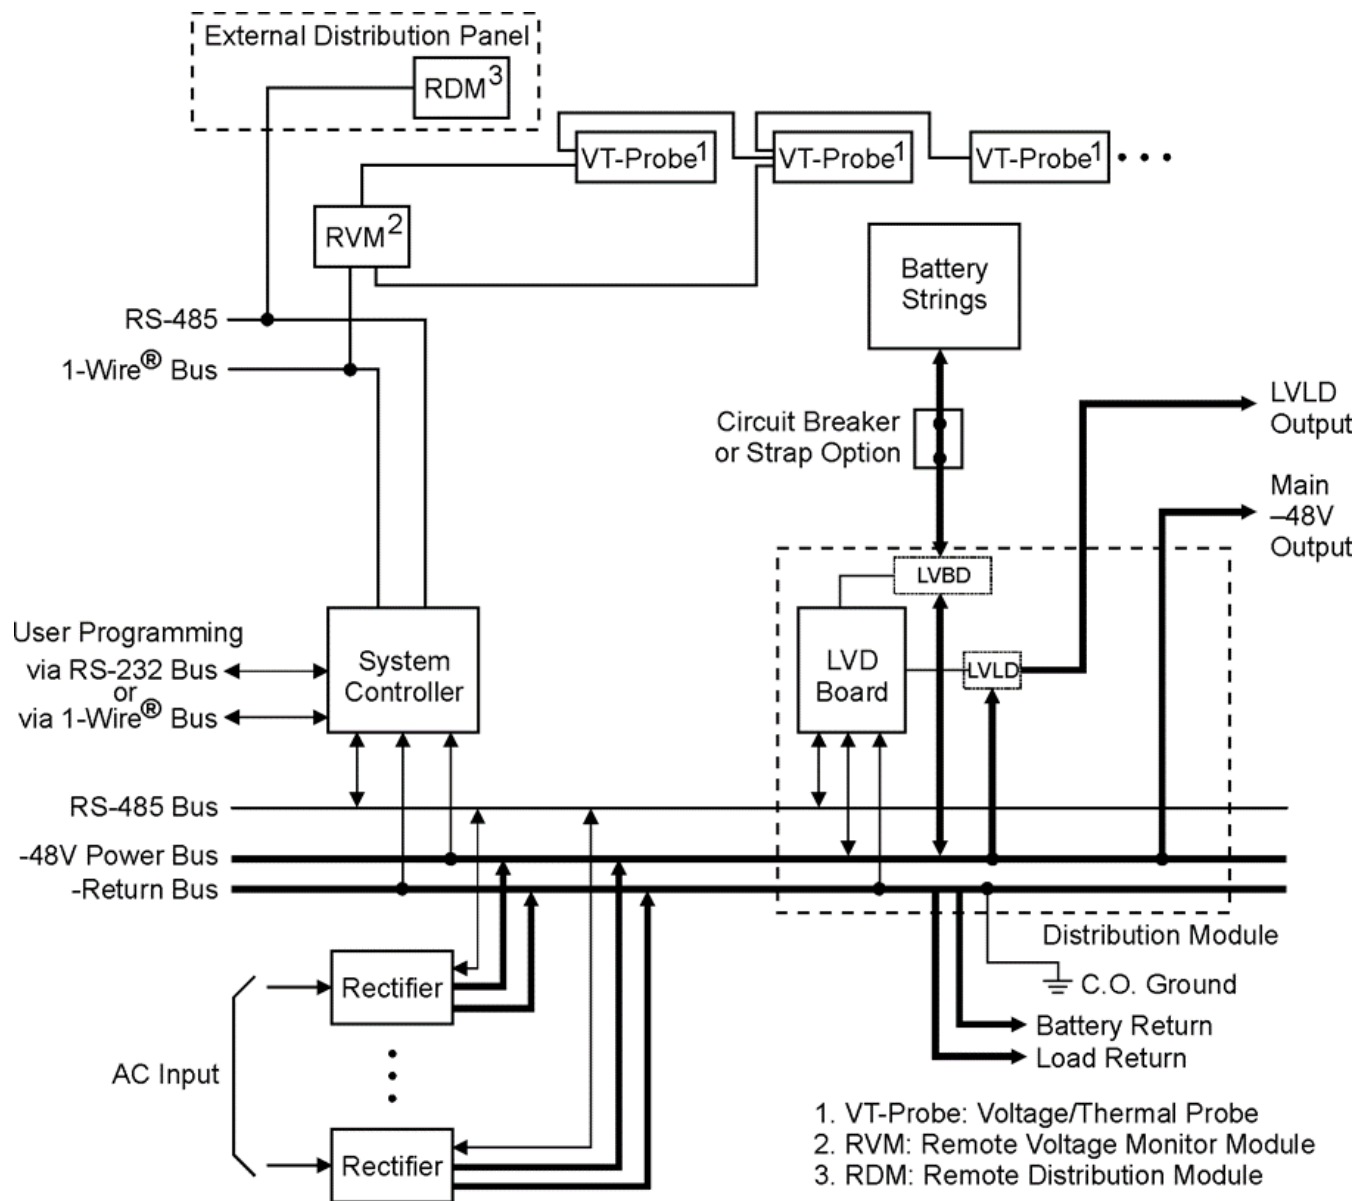 External Distribution Panel
RDM³
VT-Probe¹
VT-Probe¹
VT-Probe¹
RVM²
Battery
Strings
RS-485
1-Wire® Bus
LVLD
Output
Circuit Breaker
or Strap Option
Main
–48V
Output
LVBD
User Programming
via RS-232 Bus
or
via 1-Wire® Bus
System
Controller
LVD
Board
LVLD
RS-485 Bus
-48V Power Bus
-Return Bus
Distribution Module
Rectifier
C.O. Ground
Battery Return
Load Return
AC Input
Rectifier
1. VT-Probe: Voltage/Thermal Probe
2. RVM: Remote Voltage Monitor Module
3. RDM: Remote Distribution Module